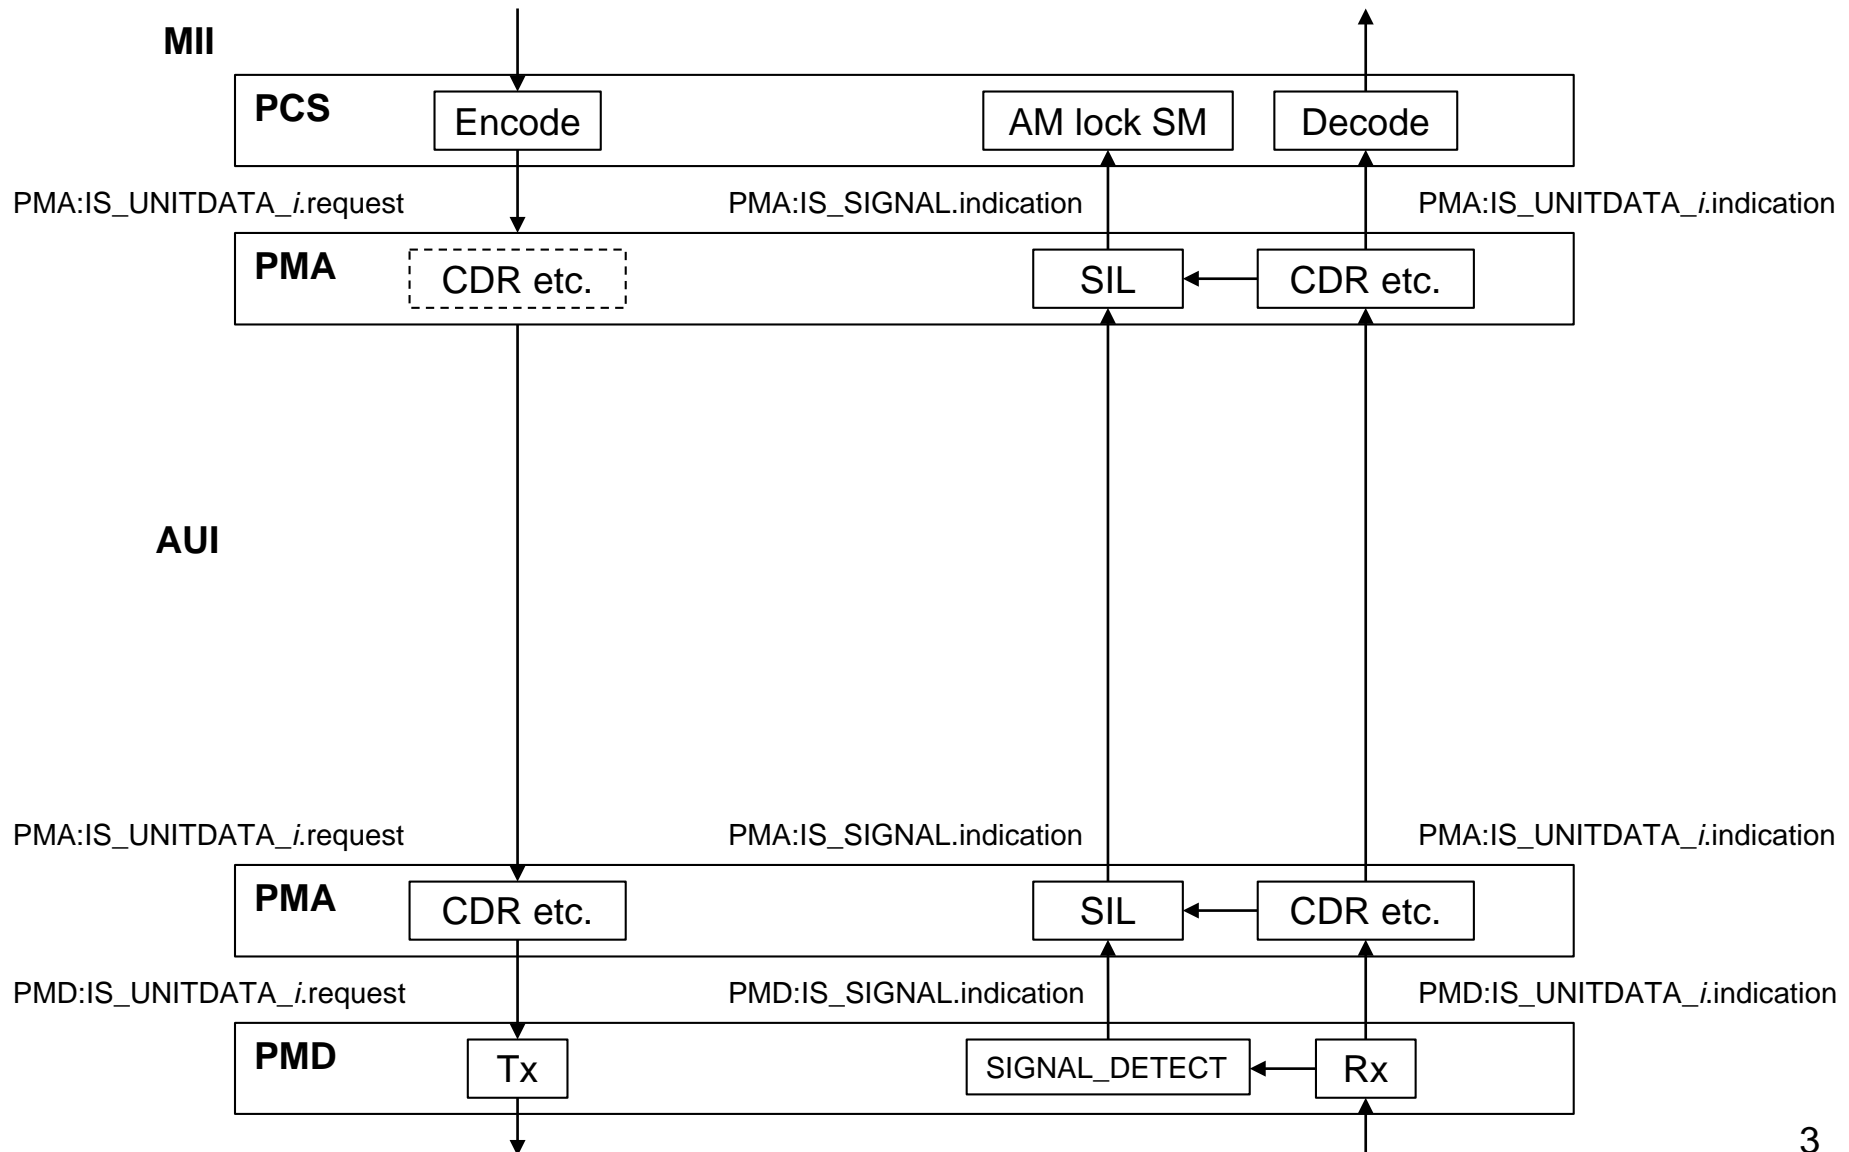 MII
PCS
Encode
AM lock SM
Decode
PMA:IS_UNITDATA_i.request
PMA:IS_SIGNAL.indication
PMA:IS_UNITDATA_i.indication
PMA
CDR etc.
SIL
CDR etc.
AUI
PMA:IS_UNITDATA_i.request
PMA:IS_SIGNAL.indication
PMA:IS_UNITDATA_i.indication
PMA
CDR etc.
SIL
CDR etc.
PMD:IS_UNITDATA_i.request
PMD:IS_SIGNAL.indication
PMD:IS_UNITDATA_i.indication
PMD
Tx
SIGNAL_DETECT
Rx
3